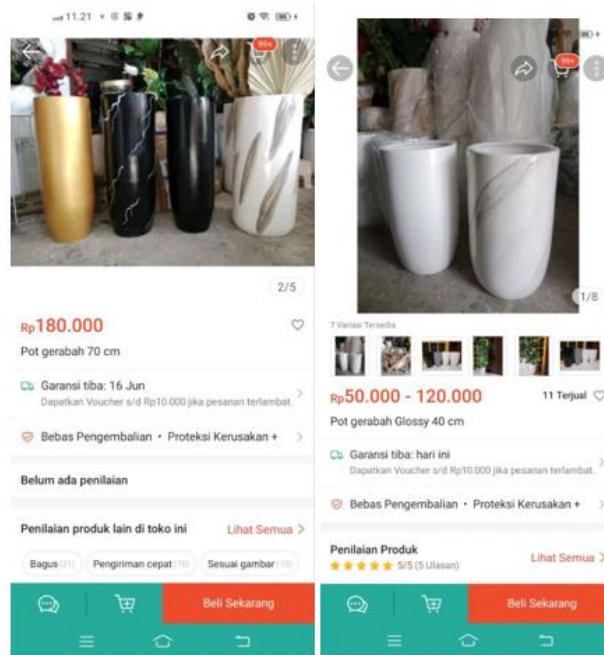 11.21
99+
2/5
Rp180.000
Pot gerabah 70 cm
Garansi tiba: 16 Jun
Dapatkan Voucher s/d Rp10.000 jika pesanan terlambat.
Bebas Pengembalian • Proteksi Kerusakan +
Belum ada penilaian
Penilaian produk lain di toko ini
Lihat Semua >
Bagus (31)
Pengiriman cepat (16)
Sesuai gambar
Beli Sekarang
99+
1/8
7 Variasi Tersedia
Rp50.000 - 120.000
11 Terjual
Pot gerabah Glossy 40 cm
Garansi tiba: hari ini
Dapatkan Voucher s/d Rp10.000 jika pesanan terlambat.
Bebas Pengembalian • Proteksi Kerusakan +
Penilaian Produk
5/5 (5 Ulasan)
Lihat Semua >
Beli Sekarang